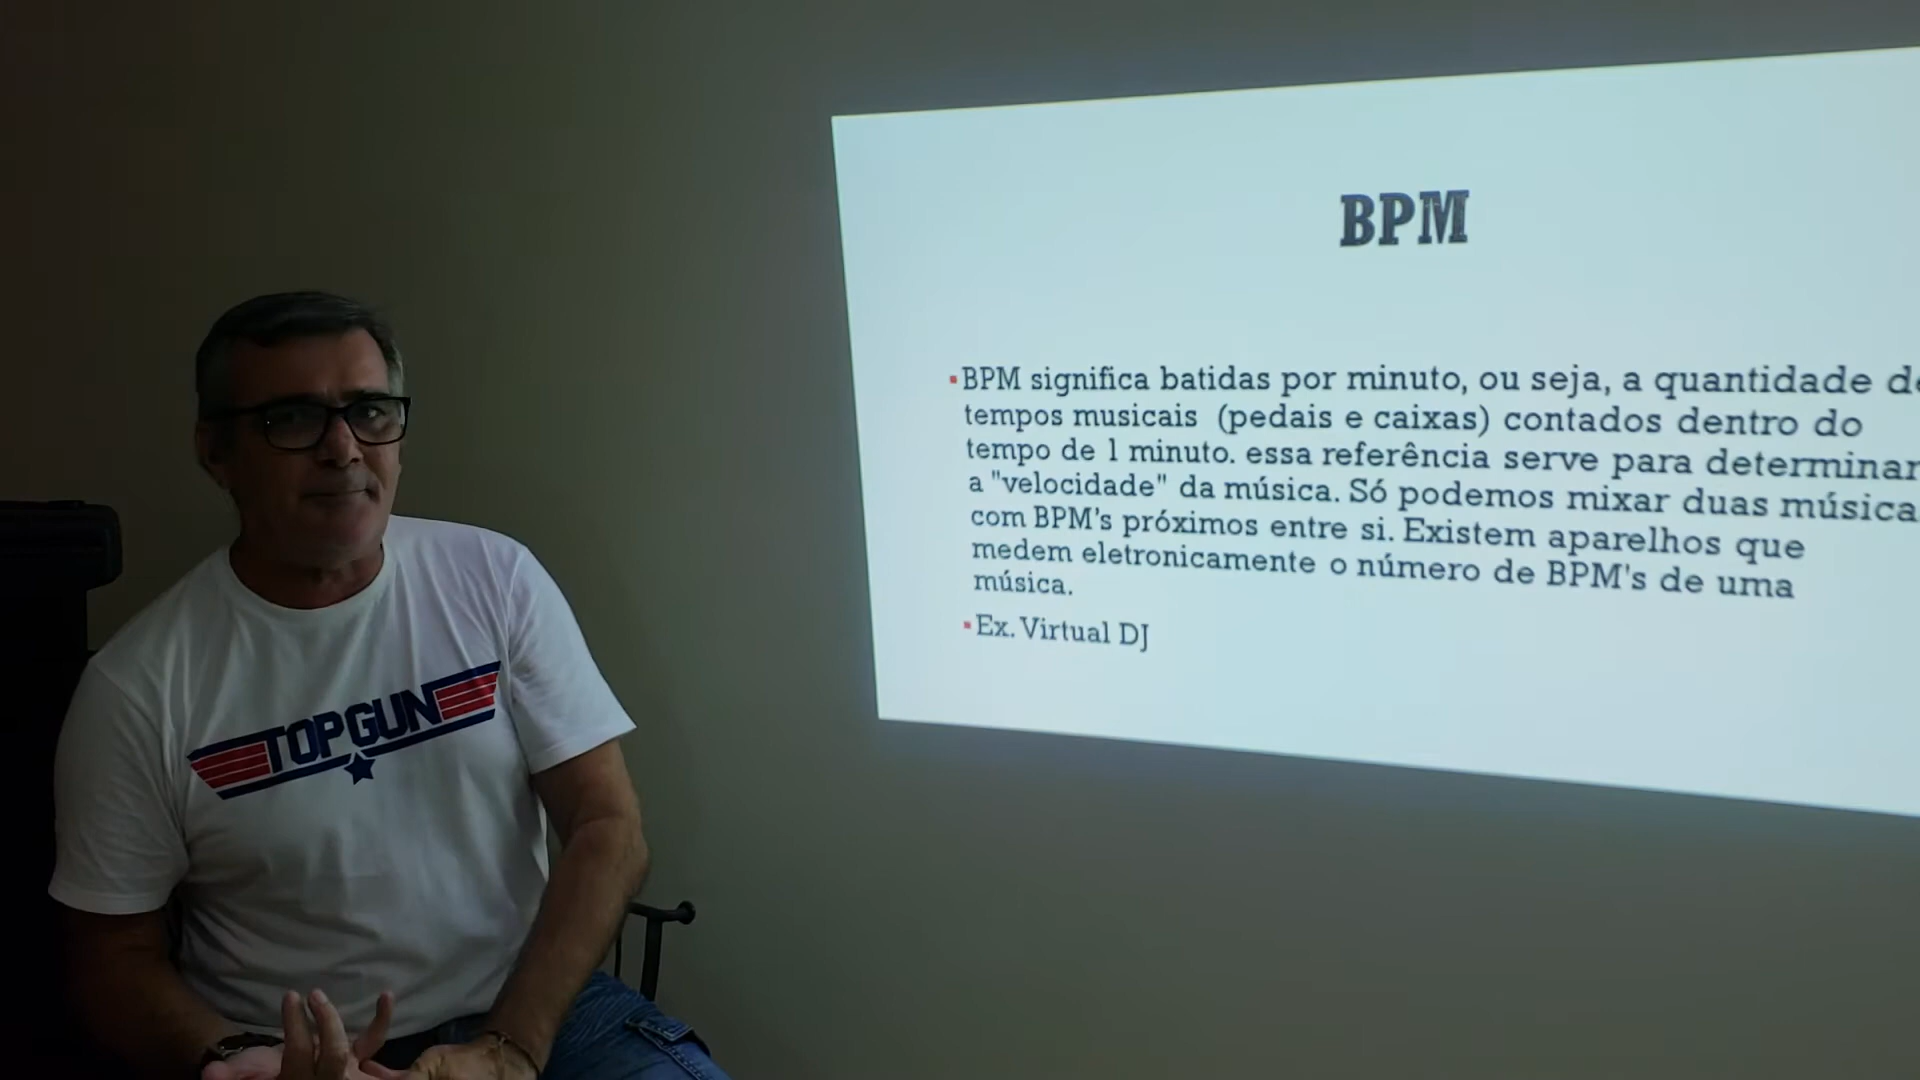 BPM
▪BPM significa batidas por minuto, ou seja, a quantidade de
tempos musicais (pedais e caixas) contados dentro do
tempo de 1 minuto. essa referência serve para determinar
a "velocidade" da música. Só podemos mixar duas música
com BPM's próximos entre si. Existem aparelhos que
medem eletronicamente o número de BPM's de uma
música.
▪Ex. Virtual DJ
TOPGUN